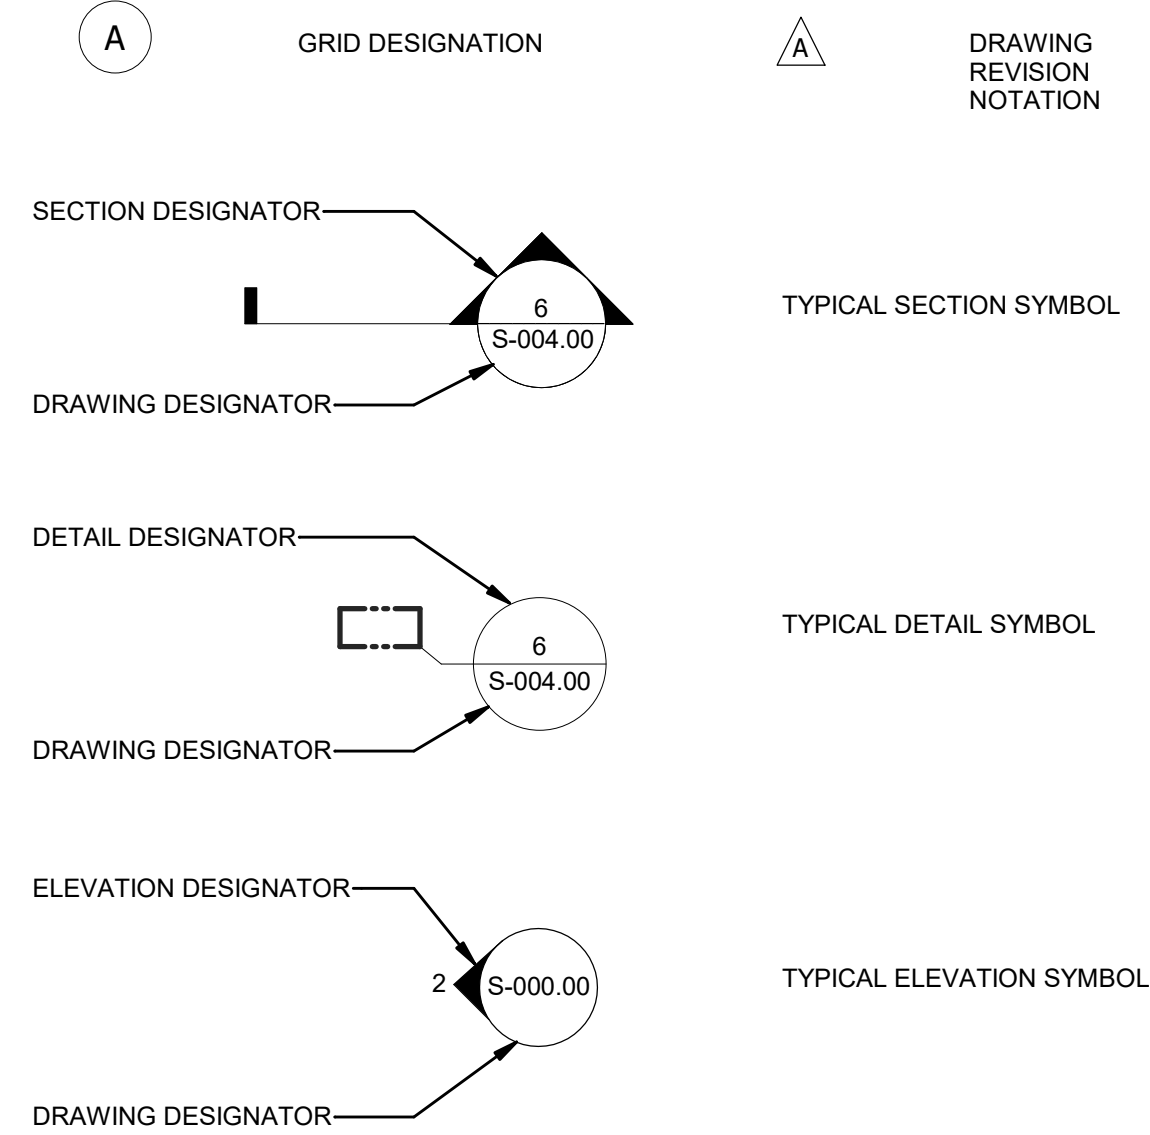 A
GRID DESIGNATION
A
DRAWING
REVISION
NOTATION
SECTION DESIGNATOR
6
S-004.00
TYPICAL SECTION SYMBOL
DRAWING DESIGNATOR
DETAIL DESIGNATOR
6
S-004.00
TYPICAL DETAIL SYMBOL
DRAWING DESIGNATOR
ELEVATION DESIGNATOR
2
S-000.00
TYPICAL ELEVATION SYMBOL
DRAWING DESIGNATOR